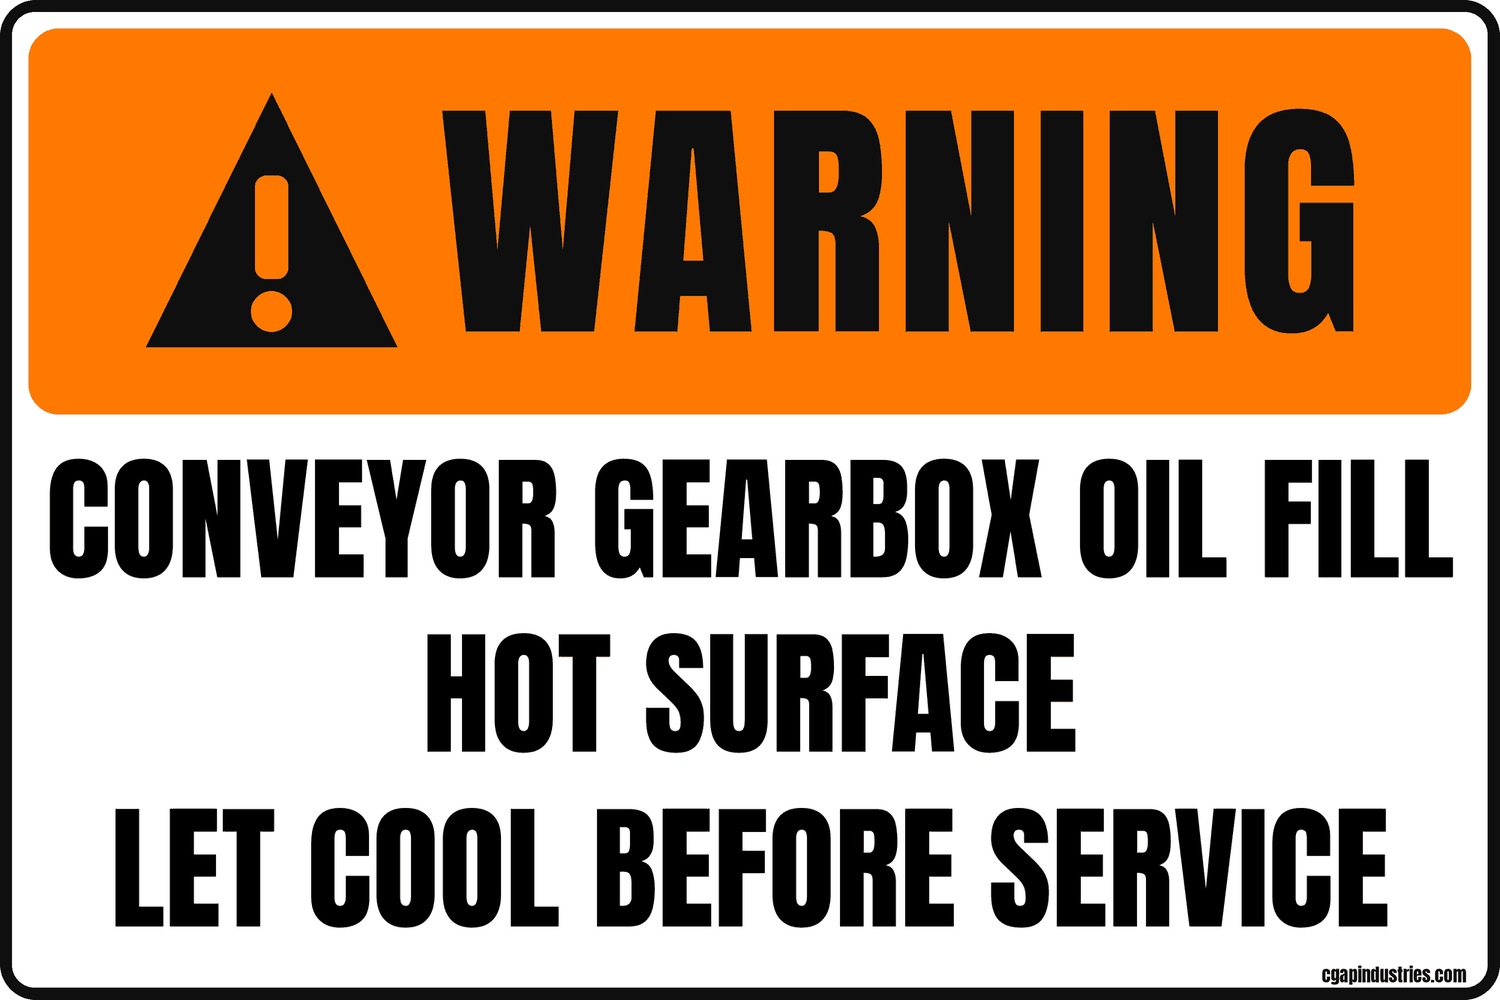 WARNING
CONVEYOR GEARBOX OIL FILL
HOT SURFACE
LET COOL BEFORE SERVICE
cgapindustries.com